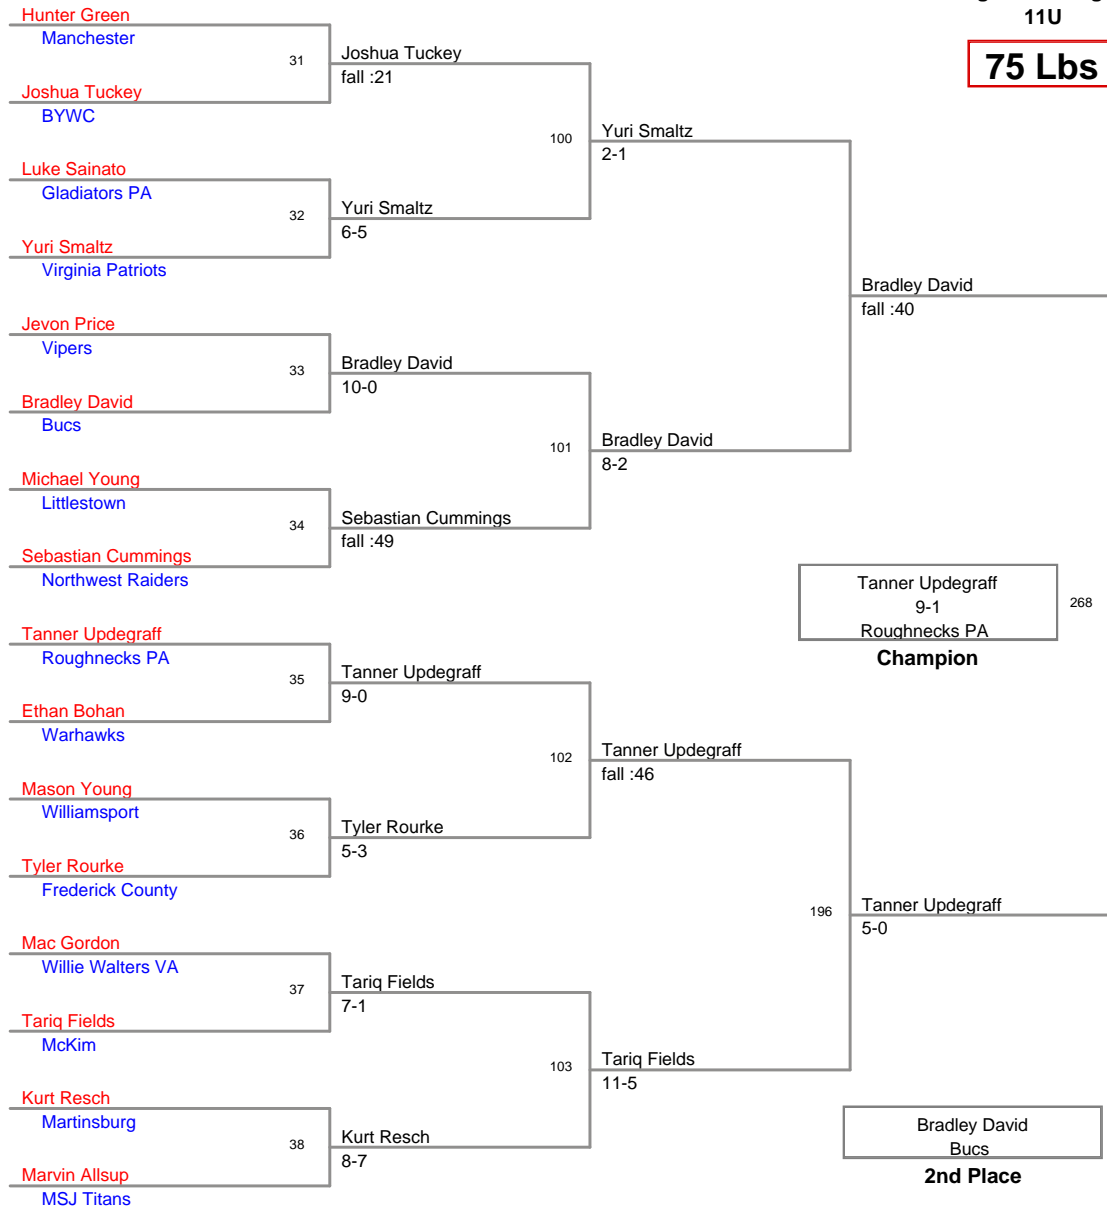 11U
75 Lbs
Hunter Green
Manchester
31
Joshua Tuckey
fall :21
Joshua Tuckey
BYWC
100
Yuri Smaltz
2-1
Luke Sainato
Gladiators PA
32
Yuri Smaltz
6-5
Yuri Smaltz
Virginia Patriots
Bradley David
fall :40
Jevon Price
Vipers
33
Bradley David
10-0
Bradley David
Bucs
101
Bradley David
8-2
Michael Young
Littlestown
34
Sebastian Cummings
fall :49
Sebastian Cummings
Northwest Raiders
Tanner Updegraff
9-1
Roughnecks PA
268
Champion
Tanner Updegraff
Roughnecks PA
35
Tanner Updegraff
9-0
Ethan Bohan
Warhawks
102
Tanner Updegraff
fall :46
Mason Young
Williamsport
36
Tyler Rourke
5-3
Tyler Rourke
Frederick County
196
Tanner Updegraff
5-0
Mac Gordon
Willie Walters VA
37
Tariq Fields
7-1
Tariq Fields
McKim
103
Tariq Fields
11-5
Kurt Resch
Martinsburg
38
Kurt Resch
8-7
Marvin Allsup
MSJ Titans
Bradley David
Bucs
2nd Place